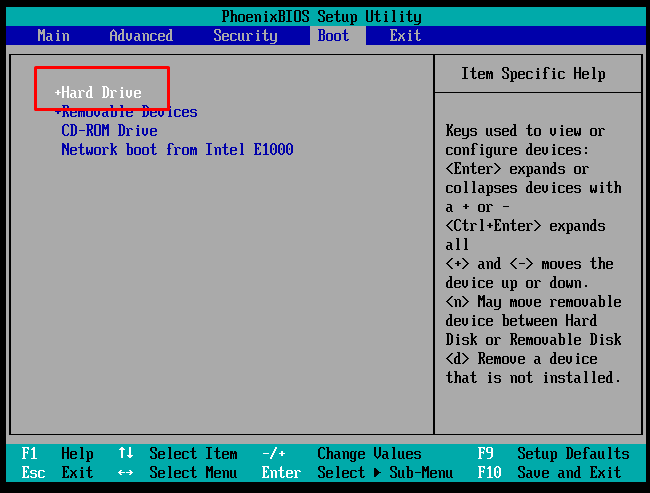 PhoenixBIOS Setup Utility
Main Advanced Security Boot Exit
Item Specific Help
+Hard Drive
+Removable Devices
CD-ROM Drive
Network boot from Intel E1000
Keys used to view or
configure devices:
<Enter> expands or
collapses devices with
a + or -
<Ctrl+Enter> expands
all
<+> and <-> moves the
device up or down.
<n> May move removable
device between Hard
Disk or Removable Disk
<d> Remove a device
that is not installed.
F1 Help ↑↓ Select Item -/+ Change Values F9 Setup Defaults
Esc Exit ↔ Select Menu Enter Select ▶ Sub-Menu F10 Save and Exit